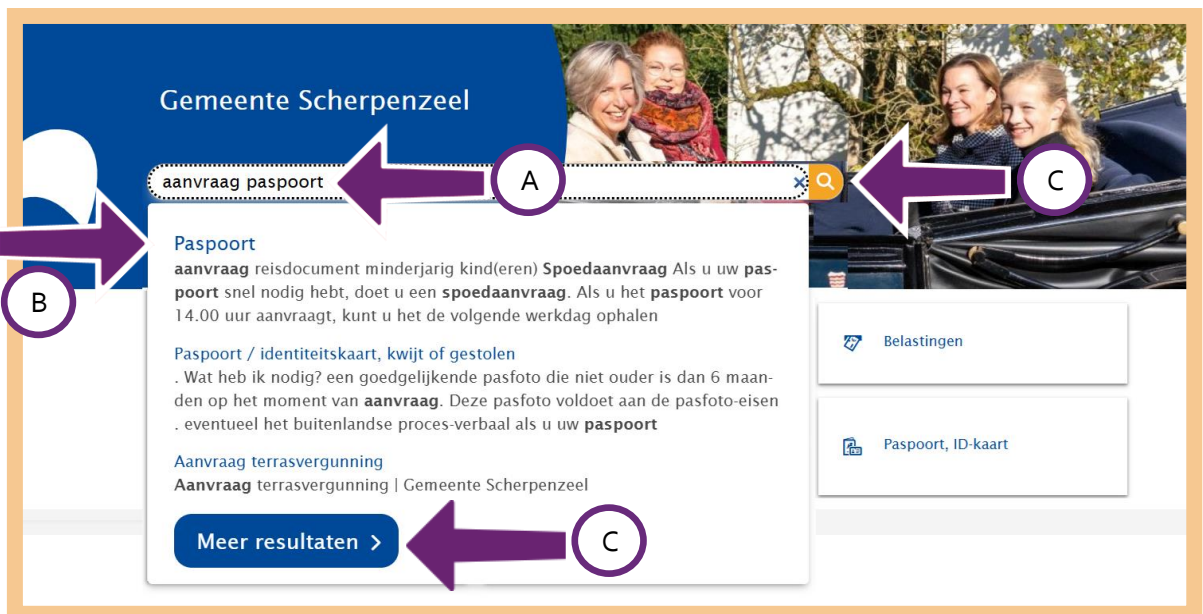 Gemeente Scherpenzeel
aanvraag paspoort
A
C
B
Paspoort
aanvraag reisdocument minderjarig kind(eren) Spoedaanvraag Als u uw pas-
poort snel nodig hebt, doet u een spoedaanvraag. Als u het paspoort voor
14.00 uur aanvraagt, kunt u het de volgende werkdag ophalen
Paspoort / identiteitskaart, kwijt of gestolen
. Wat heb ik nodig? een goedgelijkende pasfoto die niet ouder is dan 6 maan-
den op het moment van aanvraag. Deze pasfoto voldoet aan de pasfoto-eisen
. eventueel het buitenlandse proces-verbaal als u uw paspoort
Aanvraag terrasvergunning
Aanvraag terrasvergunning | Gemeente Scherpenzeel
Meer resultaten
C
Belastingen
Paspoort, ID-kaart